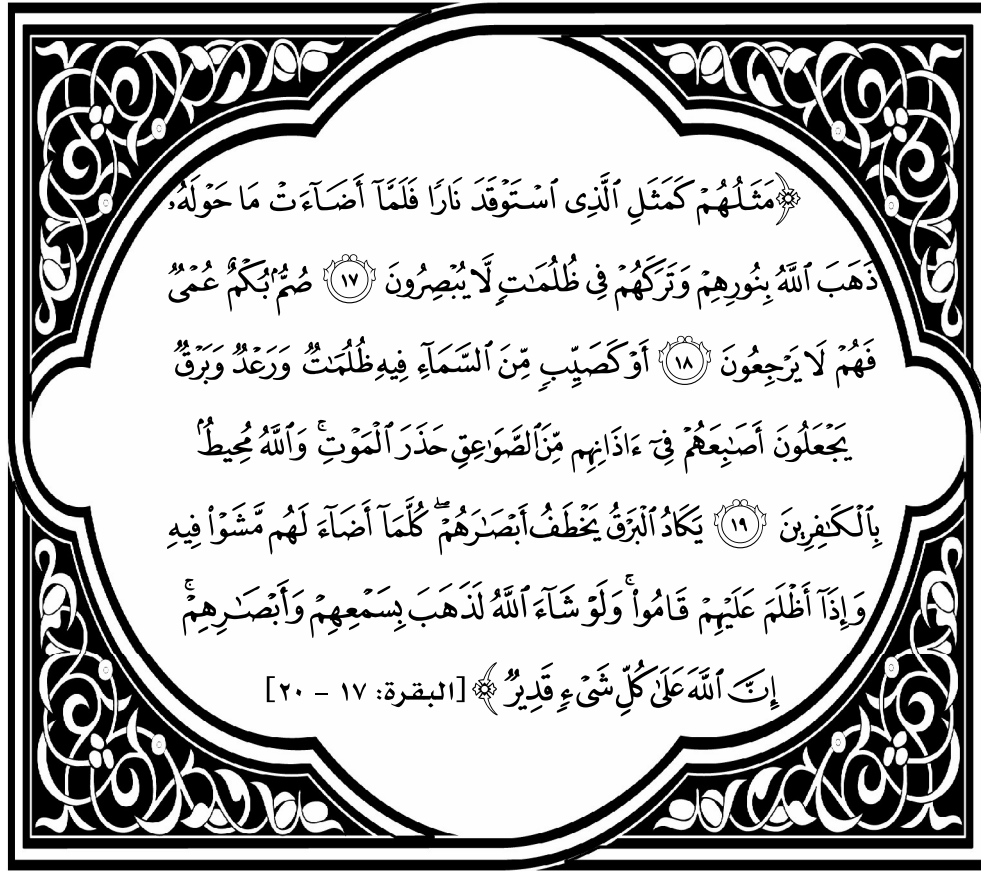 ﴿مَثَلُهُمْ كَمَثَلِ ٱلَّذِى ٱسْتَوْقَدَ نَارًا فَلَمَّآ أَضَآءَتْ مَا حَوْلَهُۥ
ذَهَبَ ٱللَّهُ بِنُورِهِمْ وَتَرَكَهُمْ فِى ظُلُمَـٰتٍ لَّا يُبْصِرُونَ ١٧ صُمٌّۢ بُكْمٌ عُمْىٌ
فَهُمْ لَا يَرْجِعُونَ ١٨ أَوْ كَصَيِّبٍ مِّنَ ٱلسَّمَآءِ فِيهِ ظُلُمَـٰتٌ وَرَعْدٌ وَبَرْقٌ
يَجْعَلُونَ أَصَـٰبِعَهُمْ فِىٓ ءَاذَانِهِم مِّنَ ٱلصَّوَٰعِقِ حَذَرَ ٱلْمَوْتِ ۚ وَٱللَّهُ مُحِيطٌۢ
بِٱلْكَـٰفِرِينَ ١٩ يَكَادُ ٱلْبَرْقُ يَخْطَفُ أَبْصَـٰرَهُمْ ۖ كُلَّمَآ أَضَآءَ لَهُم مَّشَوْا۟ فِيهِ
وَإِذَآ أَظْلَمَ عَلَيْهِمْ قَامُوا۟ ۚ وَلَوْ شَآءَ ٱللَّهُ لَذَهَبَ بِسَمْعِهِمْ وَأَبْصَـٰرِهِمْ ۚ
إِنَّ ٱللَّهَ عَلَىٰ كُلِّ شَىْءٍ قَدِيرٌ﴾ [البقرة: ١٧ – ٢٠]